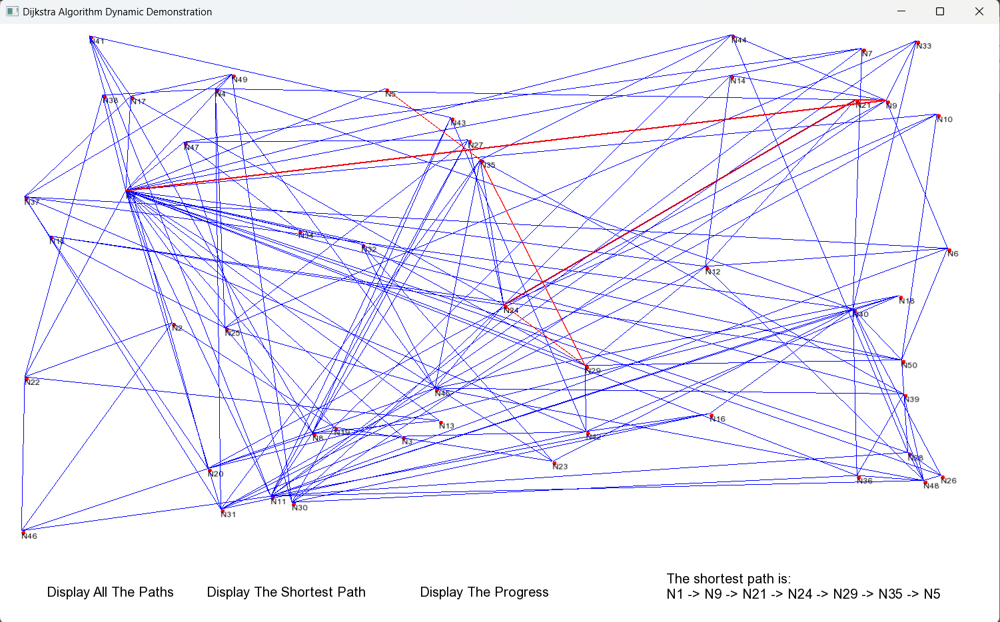 Dijkstra Algorithm Dynamic Demonstration
N41
N44
N33
N7
N49
N14
N4
N5
N38
N17
N21
N9
N10
N43
N47
N27
N35
N37
N34
N15
N32
N6
N12
N18
N24
N40
N2
N25
N50
N29
N22
N45
N39
N16
N13
N19
N8
N3
N42
N28
N23
N20
N36
N26
N48
N11
N30
N31
N46
The shortest path is:
Display All The Paths
Display The Shortest Path
Display The Progress
N1 -> N9 -> N21 -> N24 -> N29 -> N35 -> N5